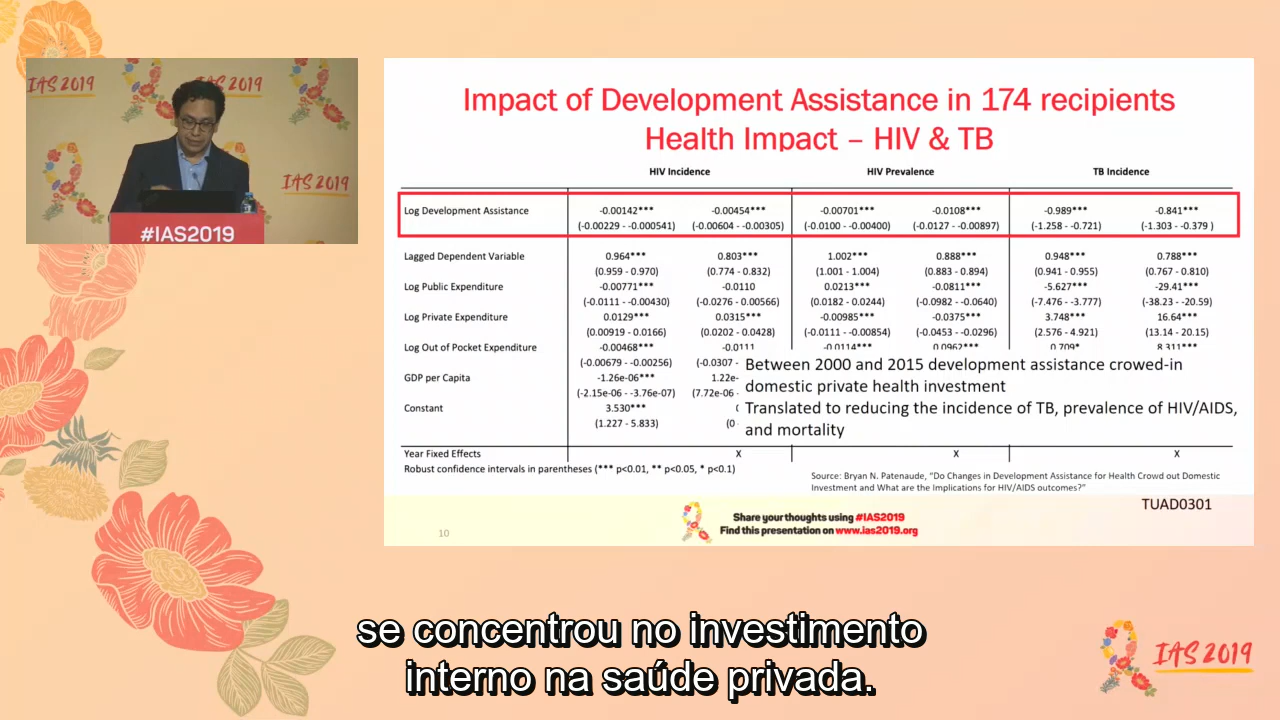 IAS 2019
IAS 2019
IAS 2019
#IAS2019
Impact of Development Assistance in 174 recipients
Health Impact – HIV & TB
HIV Incidence HIV Prevalence TB Incidence
Log Development Assistance -0.00142*** -0.00454*** -0.00701*** -0.0108*** -0.989*** -0.841***
(-0.00229 - -0.000541) (-0.00604 - -0.00305) (-0.0100 - -0.00400) (-0.0127 - -0.00897) (-1.258 - -0.721) (-1.303 - -0.379 )
Lagged Dependent Variable 0.964*** 0.803*** 1.002*** 0.888*** 0.948*** 0.788***
(0.959 - 0.970) (0.774 - 0.832) (1.001 - 1.004) (0.883 - 0.894) (0.941 - 0.955) (0.767 - 0.810)
Log Public Expenditure -0.00771*** -0.0110 0.0213*** -0.0811*** -5.627*** -29.41***
(-0.0111 - -0.00430) (-0.0276 - 0.00566) (0.0182 - 0.0244) (-0.0982 - -0.0640) (-7.476 - -3.777) (-38.23 - -20.59)
Log Private Expenditure 0.0129*** 0.0315*** -0.00985*** -0.0375*** 3.748*** 16.64***
(0.00919 - 0.0166) (0.0202 - 0.0428) (-0.0111 - -0.00854) (-0.0453 - -0.0296) (2.576 - 4.921) (13.14 - 20.15)
Log Out of Pocket Expenditure -0.00468*** -0.0111 -0.0114*** 0.0962*** 0.709* 8.311***
(-0.00679 - -0.00256) (-0.0307 -
GDP per Capita -1.26e-06*** 1.22e-
(-2.15e-06 - -3.76e-07) (7.72e-06 -
Constant 3.530***
(1.227 - 5.833) (0
Between 2000 and 2015 development assistance crowed-in
domestic private health investment
Translated to reducing the incidence of TB, prevalence of HIV/AIDS,
and mortality
Year Fixed Effects X X X
Robust confidence intervals in parentheses (*** p<0.01, ** p<0.05, * p<0.1)
Source: Bryan N. Patenaude, "Do Changes in Development Assistance for Health Crowd out Domestic
Investment and What are the Implications for HIV/AIDS outcomes?"
TUAD0301
10
Share your thoughts using #IAS2019
Find this presentation on www.ias2019.org
se concentrou no investimento
interno na saúde privada.
IAS 2019